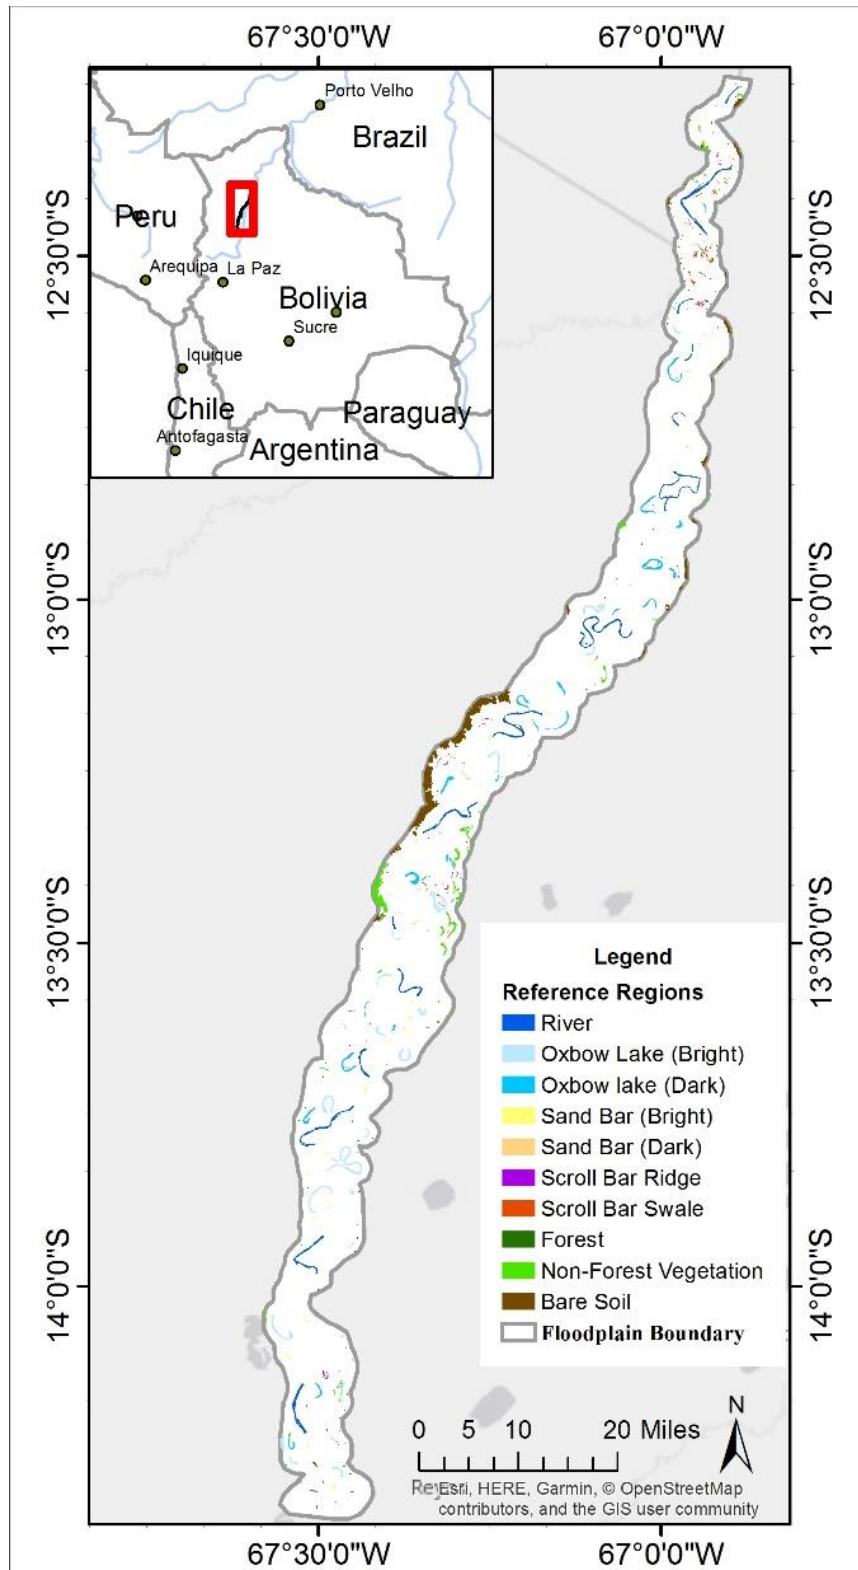 67°30'0"W 67°0'0"W
Porto Velho
Brazil
Peru
Arequipa
La Paz
Bolivia
Sucre
Iquique
Chile
Paraguay
Antofagasta
Argentina
12°30'0"S 12°30'0"S
13°0'0"S 13°0'0"S
13°30'0"S 13°30'0"S
14°0'0"S 14°0'0"S
Legend
Reference Regions
River
Oxbow Lake (Bright)
Oxbow lake (Dark)
Sand Bar (Bright)
Sand Bar (Dark)
Scroll Bar Ridge
Scroll Bar Swale
Forest
Non-Forest Vegetation
Bare Soil
Floodplain Boundary
N
0 5 10 20 Miles
Esri, HERE, Garmin, © OpenStreetMap
contributors, and the GIS user community
67°30'0"W 67°0'0"W